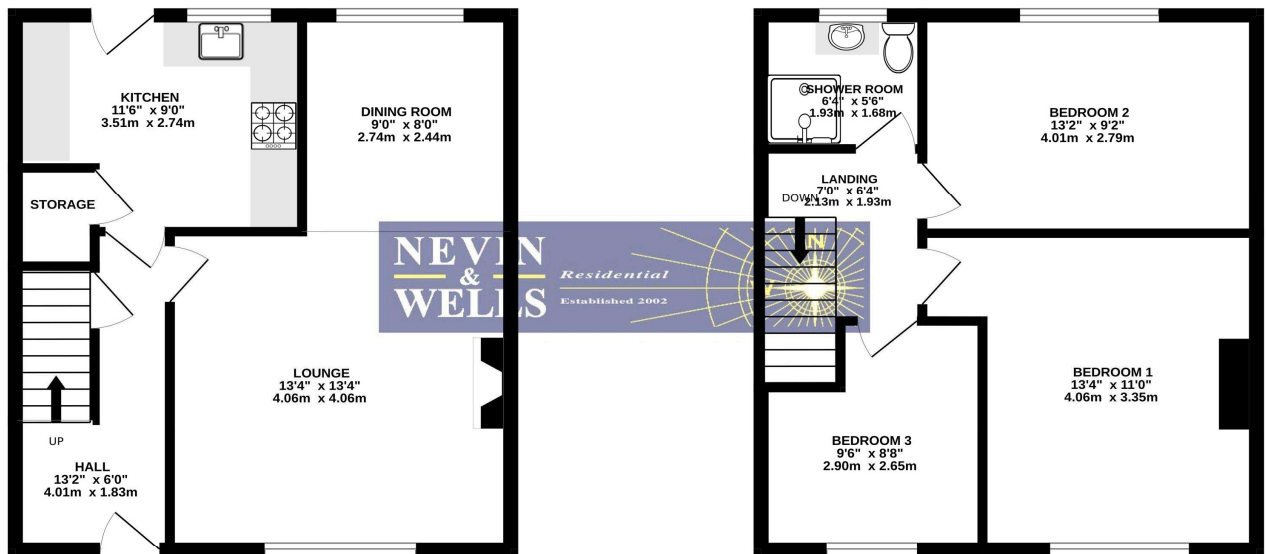 KITCHEN
11'6" x 9'0"
3.51m x 2.74m
DINING ROOM
9'0" x 8'0"
2.74m x 2.44m
STORAGE
LOUNGE
13'4" x 13'4"
4.06m x 4.06m
UP
HALL
13'2" x 6'0"
4.01m x 1.83m
NEVIN
&
WELLS
Residential
Established 2002
N
W
SHOWER ROOM
6'4" x 5'6"
1.93m x 1.68m
BEDROOM 2
13'2" x 9'2"
4.01m x 2.79m
LANDING
7'0" x 6'4"
2.13m x 1.93m
DOWN
BEDROOM 1
13'4" x 11'0"
4.06m x 3.35m
BEDROOM 3
9'6" x 8'8"
2.90m x 2.65m